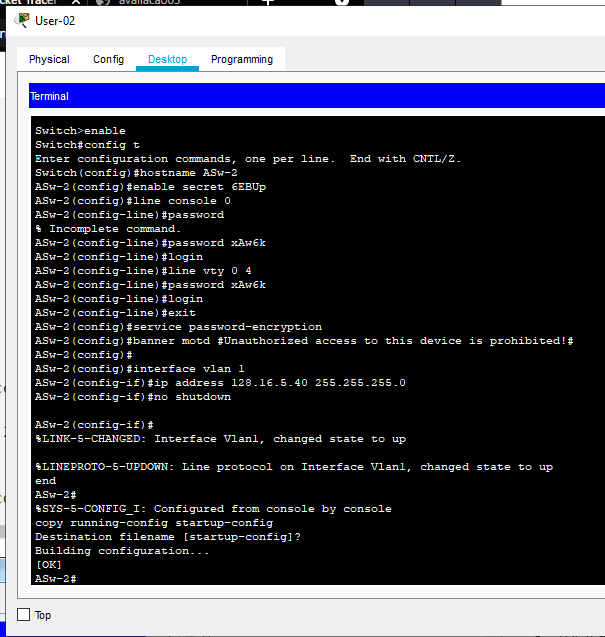 cket Tracer
avaliacao03
User-02
Physical Config Desktop Programming
Terminal
Switch>enable
Switch#config t
Enter configuration commands, one per line.  End with CNTL/Z.
Switch(config)#hostname ASw-2
ASw-2(config)#enable secret 6EBUp
ASw-2(config)#line console 0
ASw-2(config-line)#password
% Incomplete command.
ASw-2(config-line)#password xAw6k
ASw-2(config-line)#login
ASw-2(config-line)#line vty 0 4
ASw-2(config-line)#password xAw6k
ASw-2(config-line)#login
ASw-2(config-line)#exit
ASw-2(config)#service password-encryption
ASw-2(config)#banner motd #Unauthorized access to this device is prohibited!#
ASw-2(config)#
ASw-2(config)#interface vlan 1
ASw-2(config-if)#ip address 128.16.5.40 255.255.255.0
ASw-2(config-if)#no shutdown
ASw-2(config-if)#
%LINK-5-CHANGED: Interface Vlan1, changed state to up
%LINEPROTO-5-UPDOWN: Line protocol on Interface Vlan1, changed state to up
end
ASw-2#
%SYS-5-CONFIG_I: Configured from console by console
copy running-config startup-config
Destination filename [startup-config]?
Building configuration...
[OK]
ASw-2#
Top